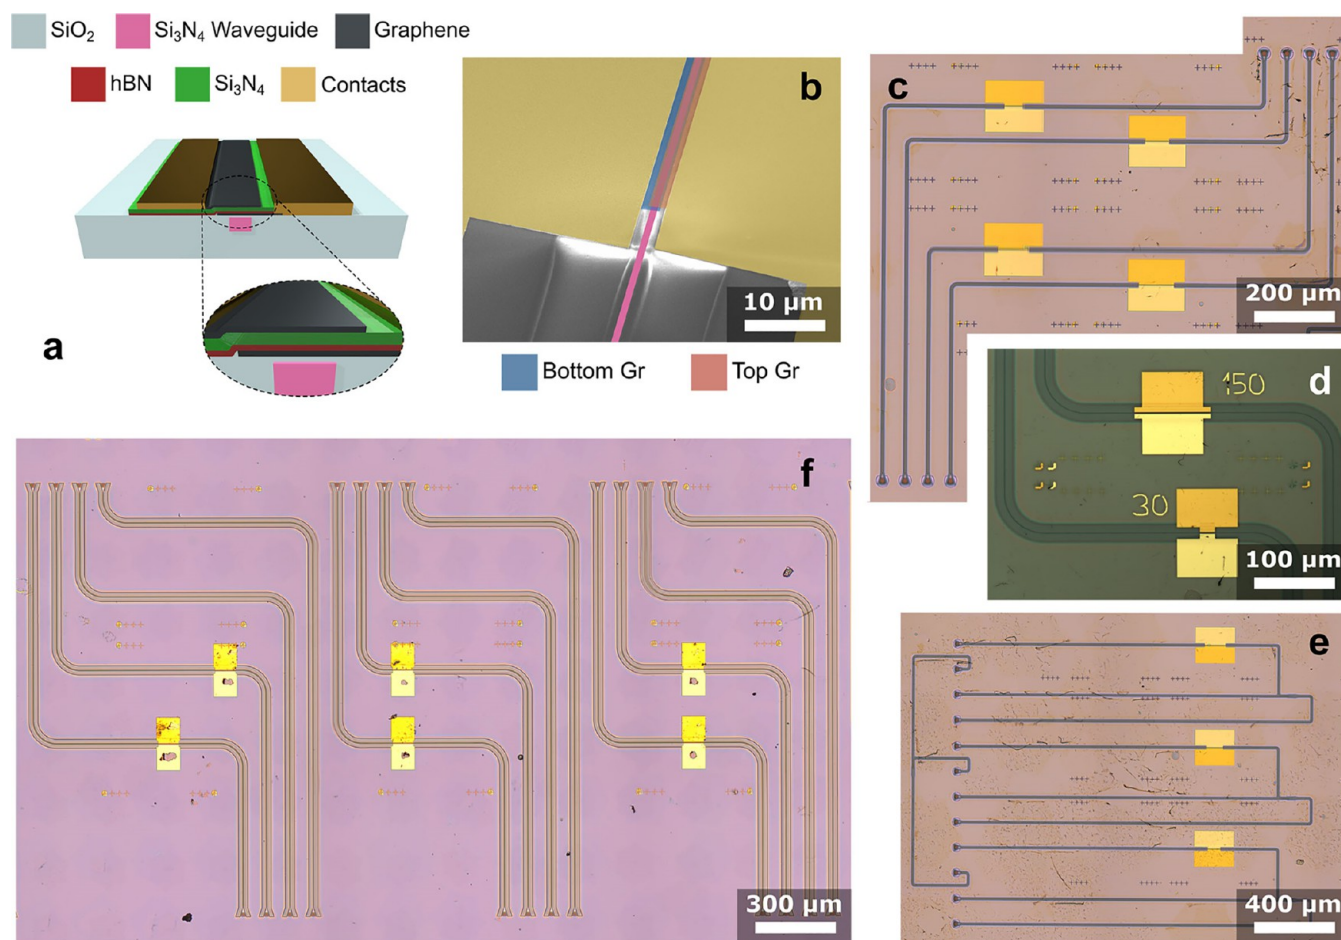 SiO₂ Si₃N₄ Waveguide Graphene
hBN Si₃N₄ Contacts
a
b
10 µm
Bottom Gr Top Gr
c
200 µm
d
150
30
100 µm
f
300 µm
e
400 µm